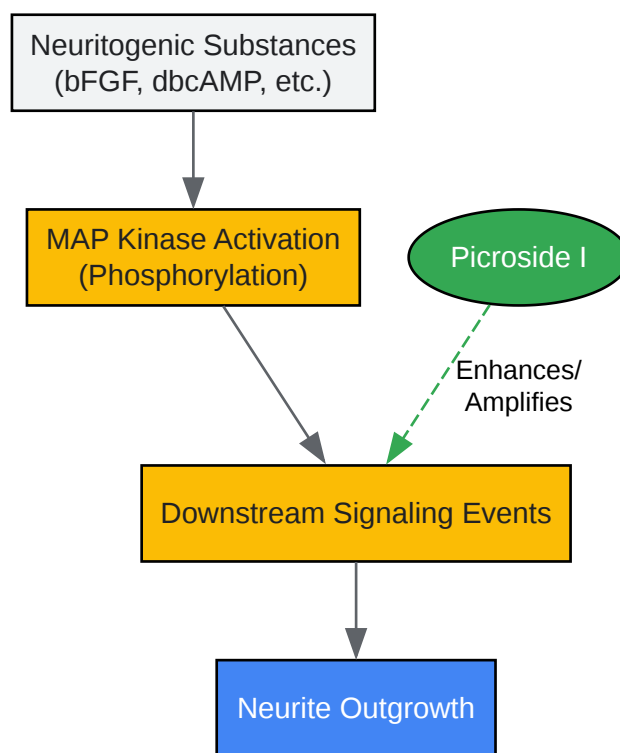 Neuritogenic Substances
(bFGF, dbcAMP, etc.)
MAP Kinase Activation
(Phosphorylation)
Picroside I
Enhances/
Amplifies
Downstream Signaling Events
Neurite Outgrowth